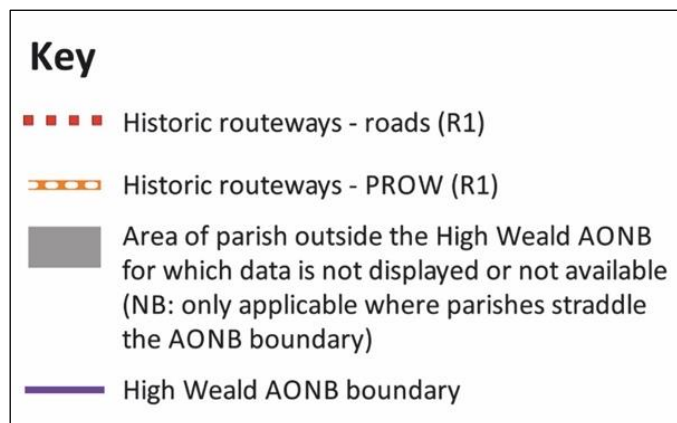 Key
Historic routeways - roads (R1)
Historic routeways - PROW (R1)
Area of parish outside the High Weald AONB
for which data is not displayed or not available
(NB: only applicable where parishes straddle
the AONB boundary)
High Weald AONB boundary